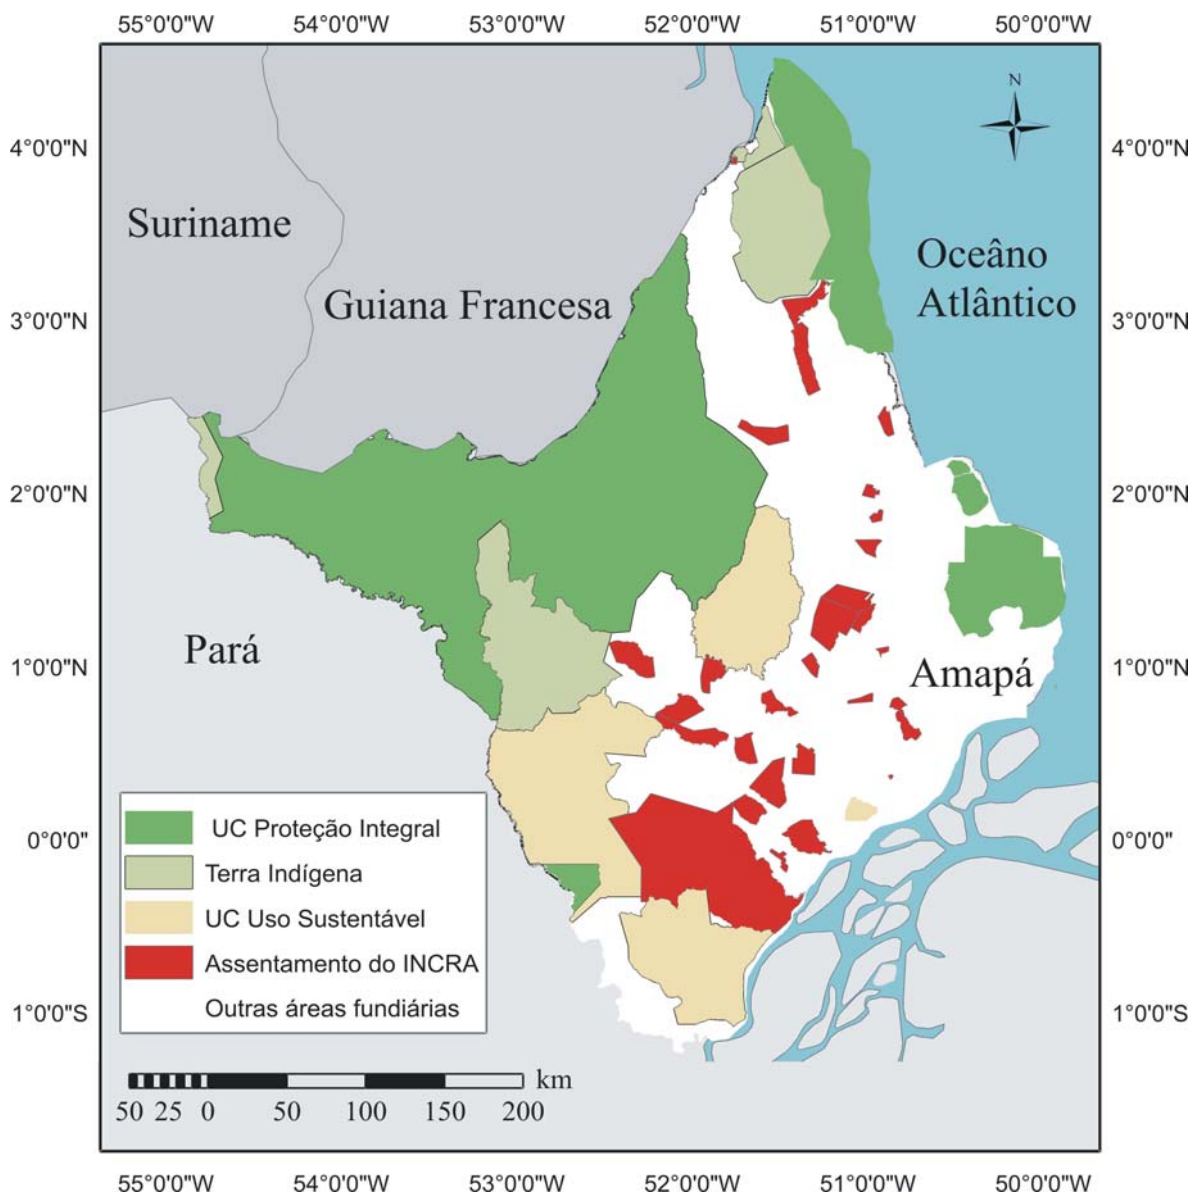 55°0'0"W 54°0'0"W 53°0'0"W 52°0'0"W 51°0'0"W 50°0'0"W
N
4°0'0"N 4°0'0"N
Suriname
Oceâno
Atlântico
Guiana Francesa
3°0'0"N 3°0'0"N
2°0'0"N 2°0'0"N
Pará
1°0'0"N 1°0'0"N
Amapá
UC Proteção Integral
0°0'0" 0°0'0"
Terra Indígena
UC Uso Sustentável
Assentamento do INCRA
Outras áreas fundiárias
1°0'0"S 1°0'0"S
km
50 25 0 50 100 150 200
55°0'0"W 54°0'0"W 53°0'0"W 52°0'0"W 51°0'0"W 50°0'0"W